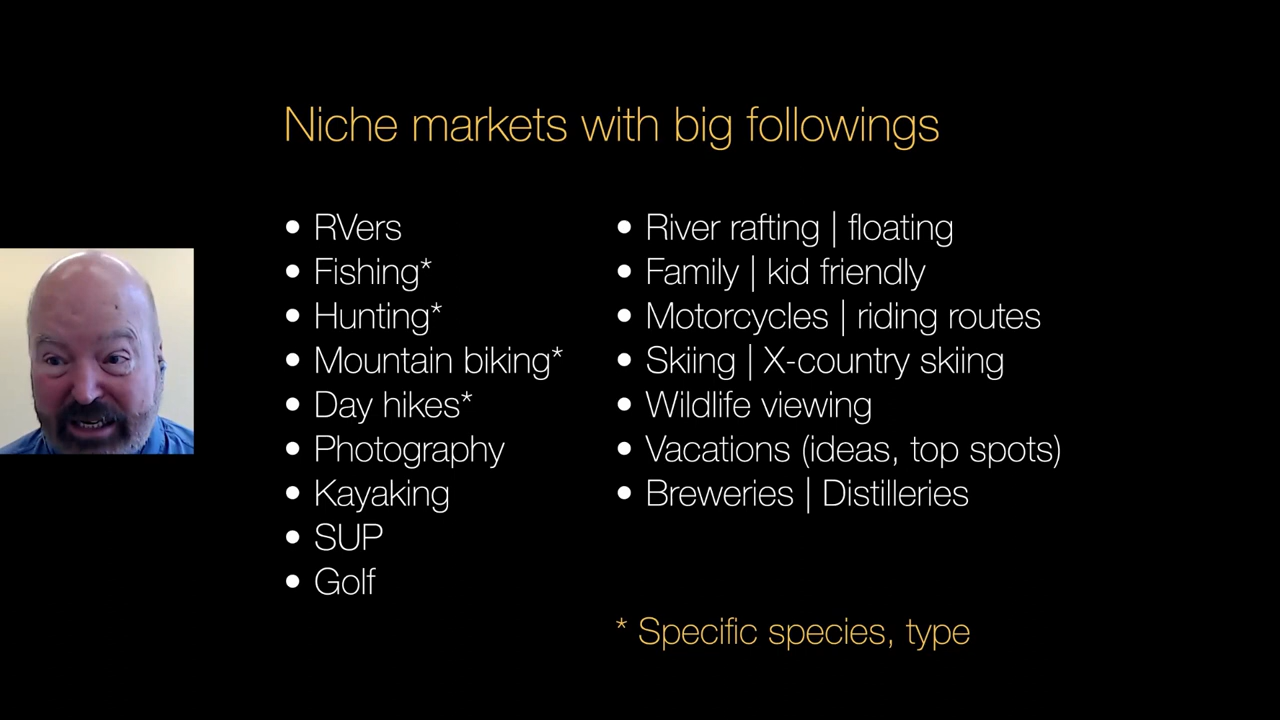 Niche markets with big followings
• RVers
• Fishing*
• Hunting*
• Mountain biking*
• Day hikes*
• Photography
• Kayaking
• SUP
• Golf
• River rafting | floating
• Family | kid friendly
• Motorcycles | riding routes
• Skiing | X-country skiing
• Wildlife viewing
• Vacations (ideas, top spots)
• Breweries | Distilleries
* Specific species, type